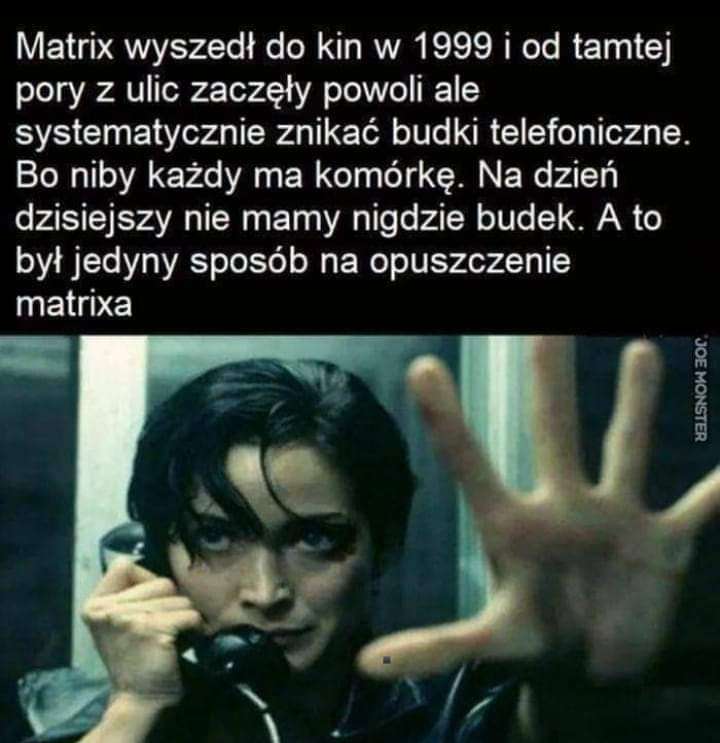 Matrix wyszedł do kin w 1999 i od tamtej
pory z ulic zaczęły powoli ale
systematycznie znikać budki telefoniczne.
Bo niby każdy ma komórkę. Na dzień
dzisiejszy nie mamy nigdzie budek. A to
był jedyny sposób na opuszczenie
matrixa
JOE MONSTER